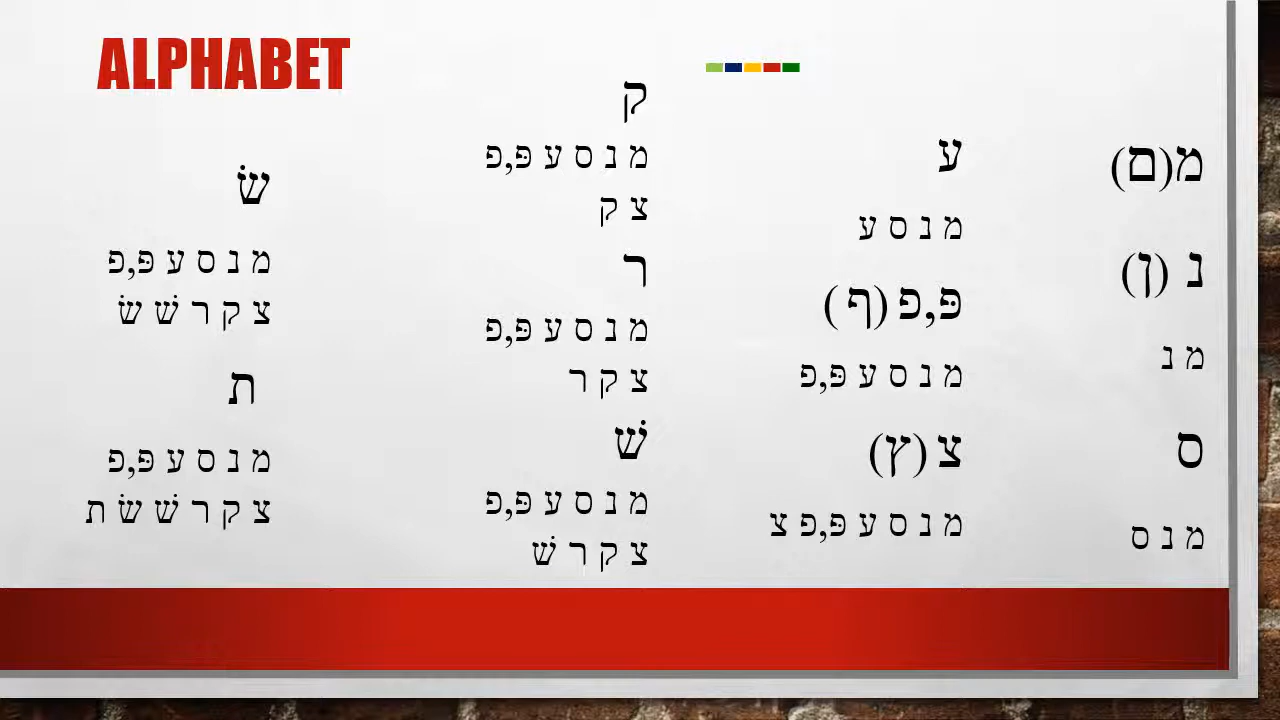 ALPHABET
מ(ם)
נ (ן)
מ נ
ס
מ נ ס
ע
מ נ ס ע
פּ,פ (ף )
מ נ ס ע פּ,פ
צ (ץ)
מ נ ס ע פּ,פ צ
ק
מ נ ס ע פּ,פ
צ ק
ר
מ נ ס ע פּ,פ
צ ק ר
שׁ
מ נ ס ע פּ,פ
צ ק ר שׁ
שׂ
מ נ ס ע פּ,פ
צ ק ר שׁ שׂ
ת
מ נ ס ע פּ,פ
צ ק ר שׁ שׂ ת